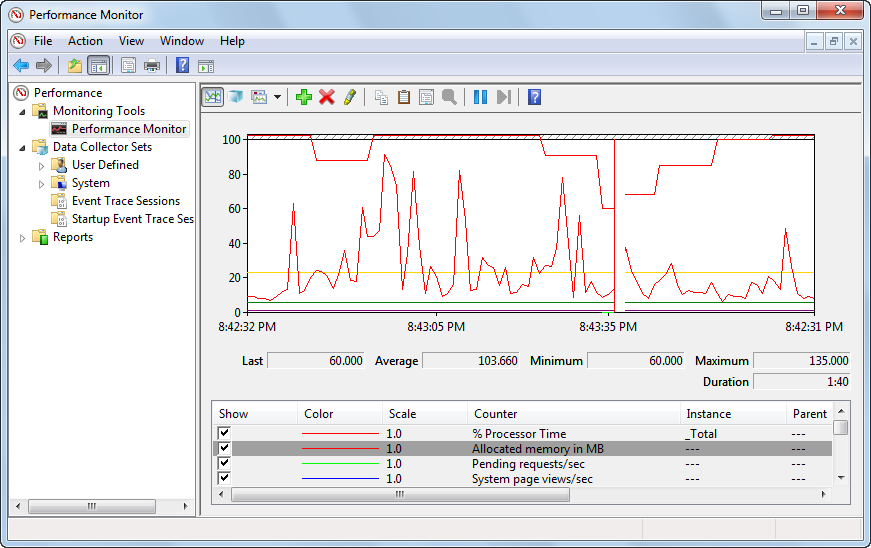 Performance Monitor
File Action View Window Help
Performance
Monitoring Tools
Performance Monitor
Data Collector Sets
User Defined
System
Event Trace Sessions
Startup Event Trace Ses
Reports
100
80
60
40
20
0
8:42:32 PM 8:43:05 PM 8:43:35 PM 8:42:31 PM
Last 60.000 Average 103.660 Minimum 60.000 Maximum 135.000
Duration 1:40
Show Color Scale Counter Instance Parent
1.0 % Processor Time _Total ---
1.0 Allocated memory in MB --- ---
1.0 Pending requests/sec --- ---
1.0 System page views/sec --- ---